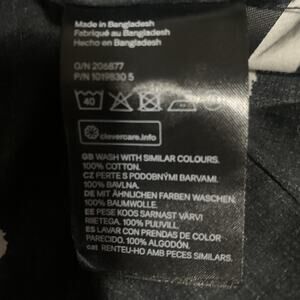 Made in Bangladesh
Fabriqué au Bangladesh
Hecho en Bangladesh
O/N 206877
P/N 1019830 5
40
clevercare.info
GB WASH WITH SIMILAR COLOURS.
100% COTTON.
CZ PERTE S PODOBNÝMI BARVAMI.
100% BAVLNA.
DE MIT ÄHNLICHEN FARBEN WASCHEN.
100% BAUMWOLLE.
EE PESE KOOS SARNAST VÄRVI
RIETEGA. 100% PUUVILL.
ES LAVAR CON PRENDAS DE COLOR
PARECIDO. 100% ALGODÓN.
cat RENTEU-HO AMB PECES SIMILARS.